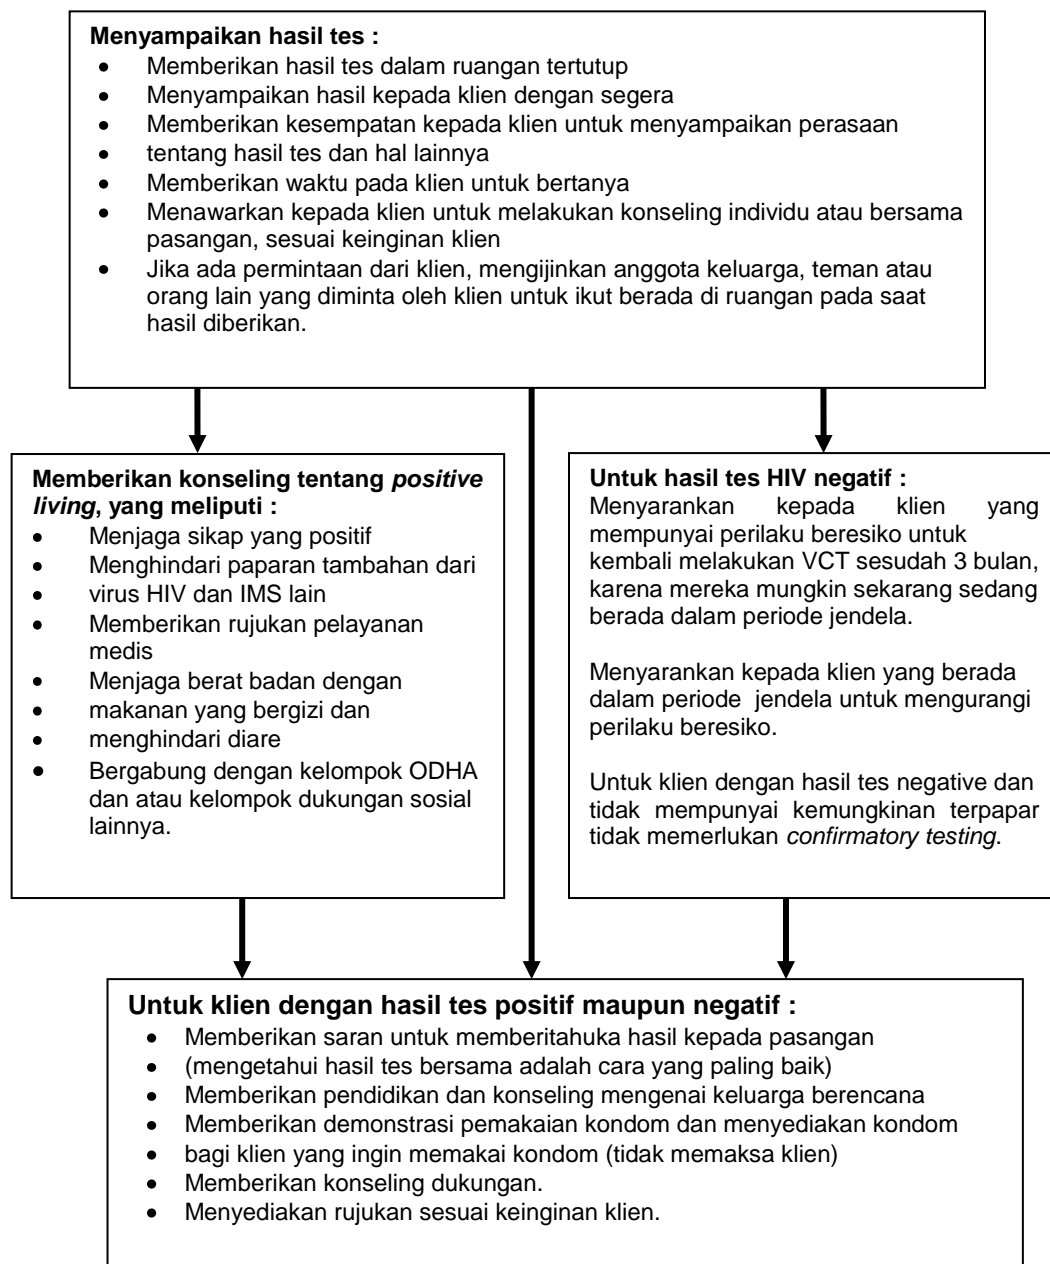 Menyampaikan hasil tes :
• Memberikan hasil tes dalam ruangan tertutup
• Menyampaikan hasil kepada klien dengan segera
• Memberikan kesempatan kepada klien untuk menyampaikan perasaan
• tentang hasil tes dan hal lainnya
• Memberikan waktu pada klien untuk bertanya
• Menawarkan kepada klien untuk melakukan konseling individu atau bersama
pasangan, sesuai keinginan klien
• Jika ada permintaan dari klien, mengijinkan anggota keluarga, teman atau
orang lain yang diminta oleh klien untuk ikut berada di ruangan pada saat
hasil diberikan.
Memberikan konseling tentang positive
living, yang meliputi :
• Menjaga sikap yang positif
• Menghindari paparan tambahan dari
• virus HIV dan IMS lain
• Memberikan rujukan pelayanan
medis
• Menjaga berat badan dengan
• makanan yang bergizi dan
• menghindari diare
• Bergabung dengan kelompok ODHA
dan atau kelompok dukungan sosial
lainnya.
Untuk hasil tes HIV negatif :
Menyarankan kepada klien yang
mempunyai perilaku beresiko untuk
kembali melakukan VCT sesudah 3 bulan,
karena mereka mungkin sekarang sedang
berada dalam periode jendela.
Menyarankan kepada klien yang berada
dalam periode jendela untuk mengurangi
perilaku beresiko.
Untuk klien dengan hasil tes negative dan
tidak mempunyai kemungkinan terpapar
tidak memerlukan confirmatory testing.
Untuk klien dengan hasil tes positif maupun negatif :
• Memberikan saran untuk memberitahuka hasil kepada pasangan
• (mengetahui hasil tes bersama adalah cara yang paling baik)
• Memberikan pendidikan dan konseling mengenai keluarga berencana
• Memberikan demonstrasi pemakaian kondom dan menyediakan kondom
• bagi klien yang ingin memakai kondom (tidak memaksa klien)
• Memberikan konseling dukungan.
• Menyediakan rujukan sesuai keinginan klien.